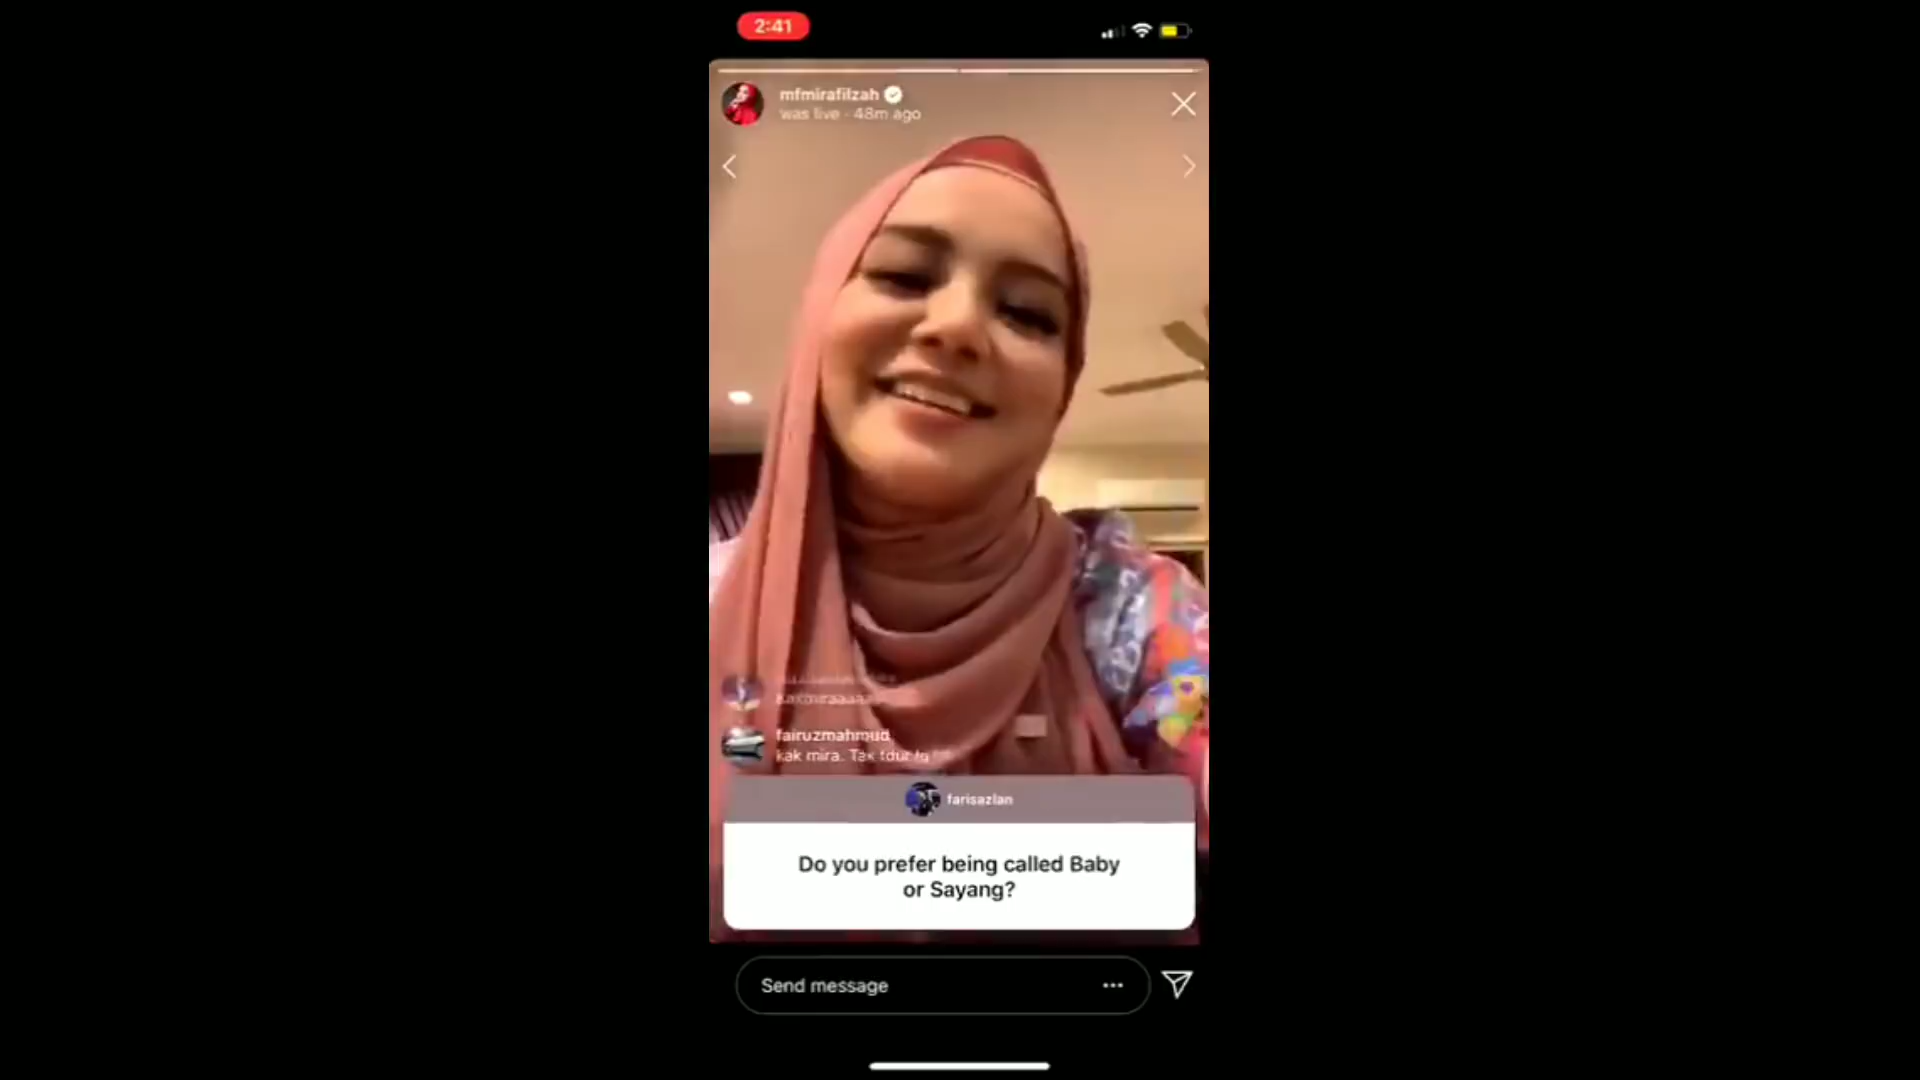 2:41
mfmirafilzah
was live · 48m ago
fairuzmahmud
kak mira. Tak
farisazlan
Do you prefer being called Baby
or Sayang?
Send message